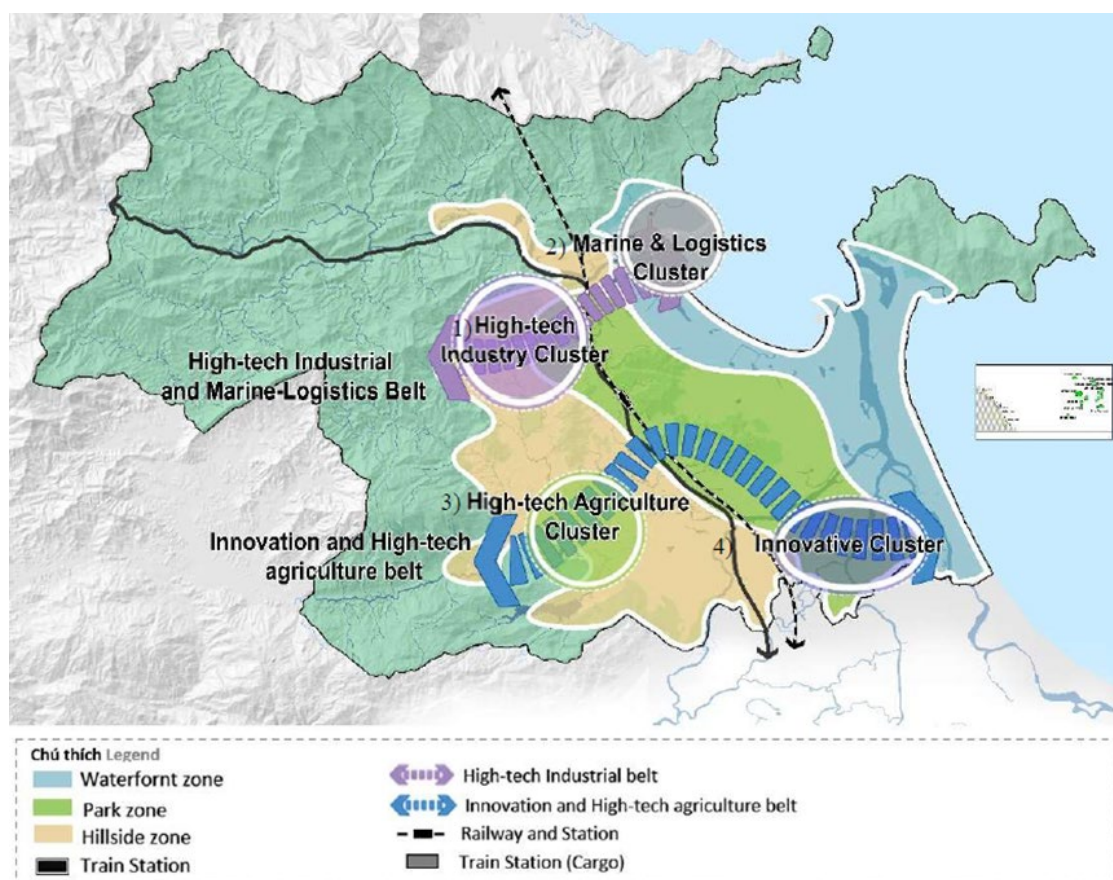 2) Marine & Logistics
Cluster
1) High-tech
Industry Cluster
High-tech Industrial
and Marine-Logistics Belt
3) High-tech Agriculture
Cluster
Innovation and High-tech
agriculture belt
4) Innovative Cluster
Chú thích Legend
Waterfornt zone
Park zone
Hillside zone
Train Station
High-tech Industrial belt
Innovation and High-tech agriculture belt
Railway and Station
Train Station (Cargo)